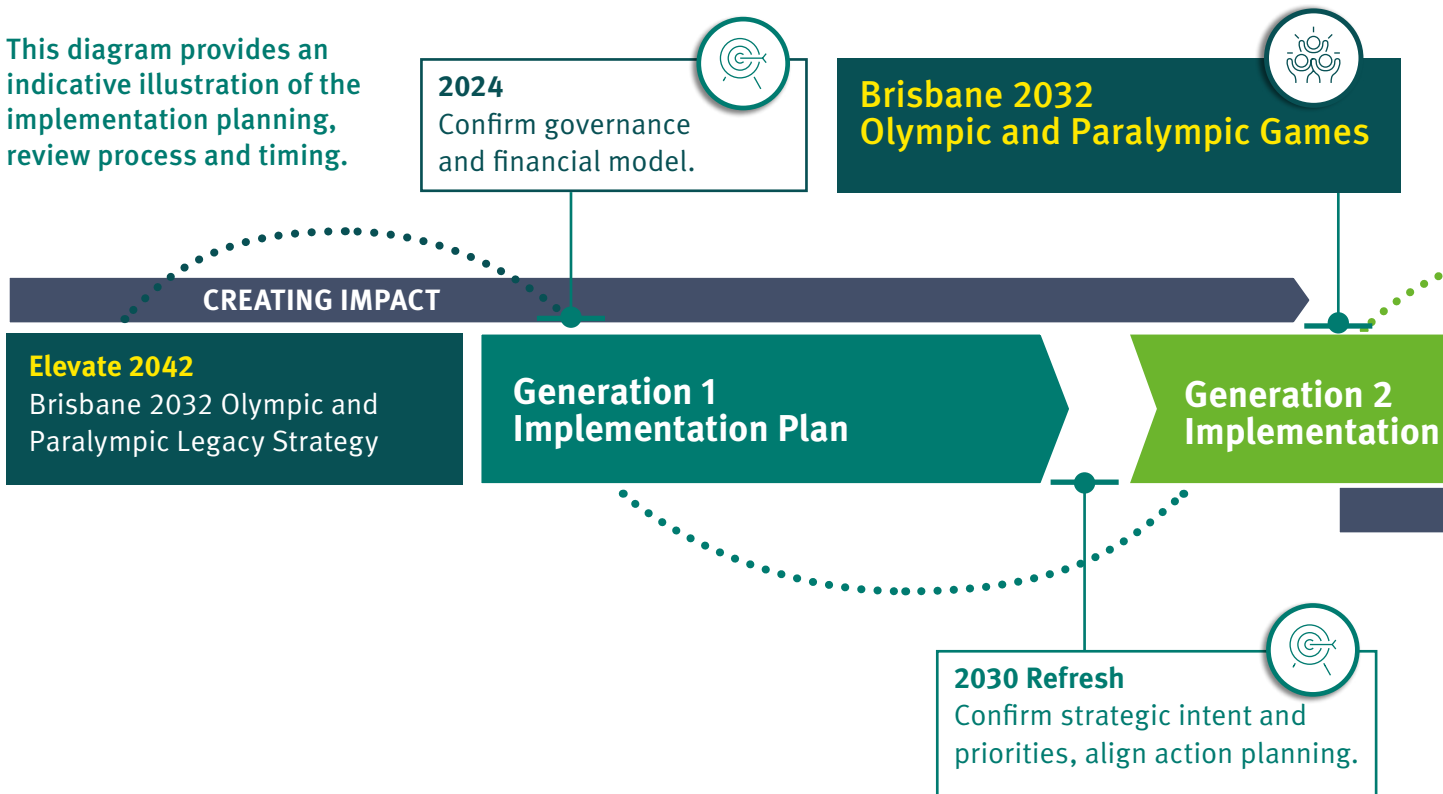 This diagram provides an
indicative illustration of the
implementation planning,
review process and timing.
2024
Confirm governance
and financial model.
Brisbane 2032
Olympic and Paralympic Games
CREATING IMPACT
Elevate 2042
Brisbane 2032 Olympic and
Paralympic Legacy Strategy
Generation 1
Implementation Plan
Generation 2
Implementation
2030 Refresh
Confirm strategic intent and
priorities, align action planning.